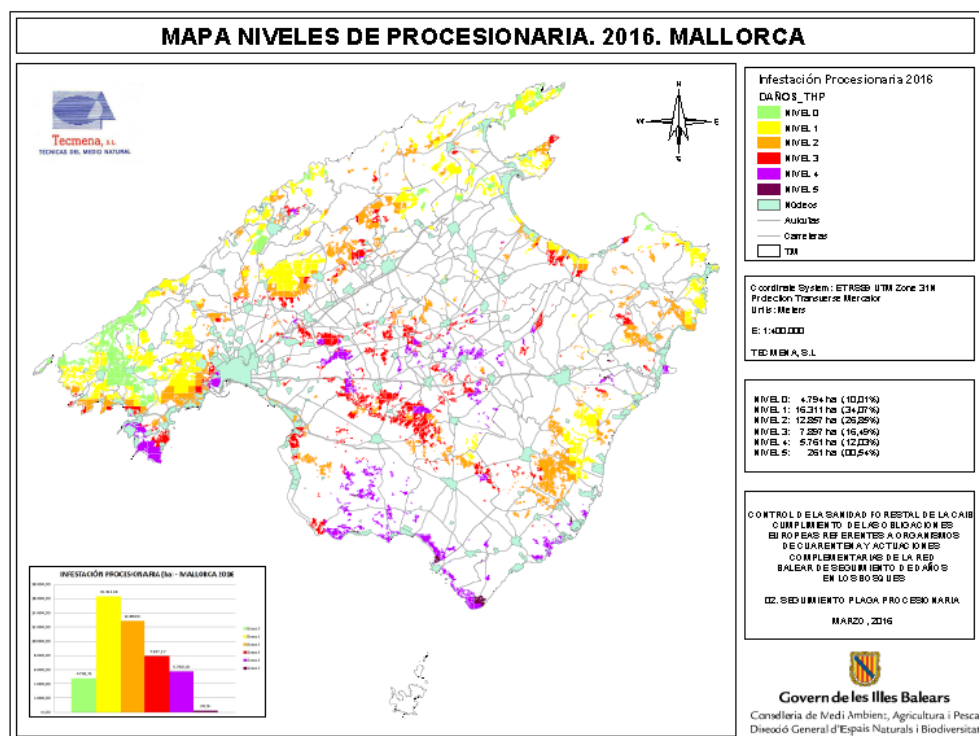 MAPA NIVELES DE PROCESIONARIA. 2016. MALLORCA
Tecmena, S.L.
TECNICAS DEL MEDIO NATURAL
N
W
E
S
Infestación Procesionaria 2016
DAÑOS_THP
NIVEL 0
NIVEL 1
NIVEL 2
NIVEL 3
NIVEL 4
NIVEL 5
Núcleos
Autovías
Carreteras
TM
Coordinate System: ETRS89 UTM Zone 31N
Projection Transverse Mercator
Units: Meters
E: 1:400.000
TECMENA, S.L
NIVEL 0: 4.794 ha (10,01%)
NIVEL 1: 16.311 ha (34,07%)
NIVEL 2: 12.857 ha (26,85%)
NIVEL 3: 7.897 ha (16,49%)
NIVEL 4: 5.761 ha (12,03%)
NIVEL 5: 261 ha (00,54%)
CONTROL DE LA SANIDAD FORESTAL DE LA CAIB
CUMPLIMIENTO DE LAS OBLIGACIONES
EUROPEAS REFERENTES A ORGANISMOS
DE CUARENTENA Y ACTUACIONES
COMPLEMENTARIAS DE LA RED
BALEAR DE SEGUIMIENTO DE DAÑOS
EN LOS BOSQUES
02. SEGUIMIENTO PLAGA PROCESIONARIA
MARZO, 2016
INFESTACIÓN PROCESIONARIA (ha) - MALLORCA 2016
Govern de les Illes Balears
Conselleria de Medi Ambient, Agricultura i Pesca
Direcció General d'Espais Naturals i Biodiversitat